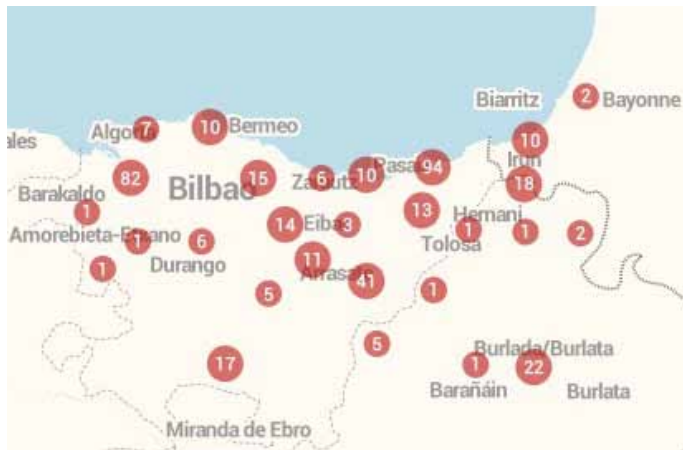 2
Bayonne
Biarritz
7
Algorta
10
Bermeo
10
ales
Irun
82
Bilbao
15
6
Zarautz
10
Pasai
94
18
Barakaldo
1
13
Hernani
14
Eibar
3
1
1
2
Amorebieta-Etxano
1
6
Tolosa
Durango
11
Arrasate
1
5
41
1
5
17
Burlada/Burlata
1
22
Barañáin
Burlata
Miranda de Ebro